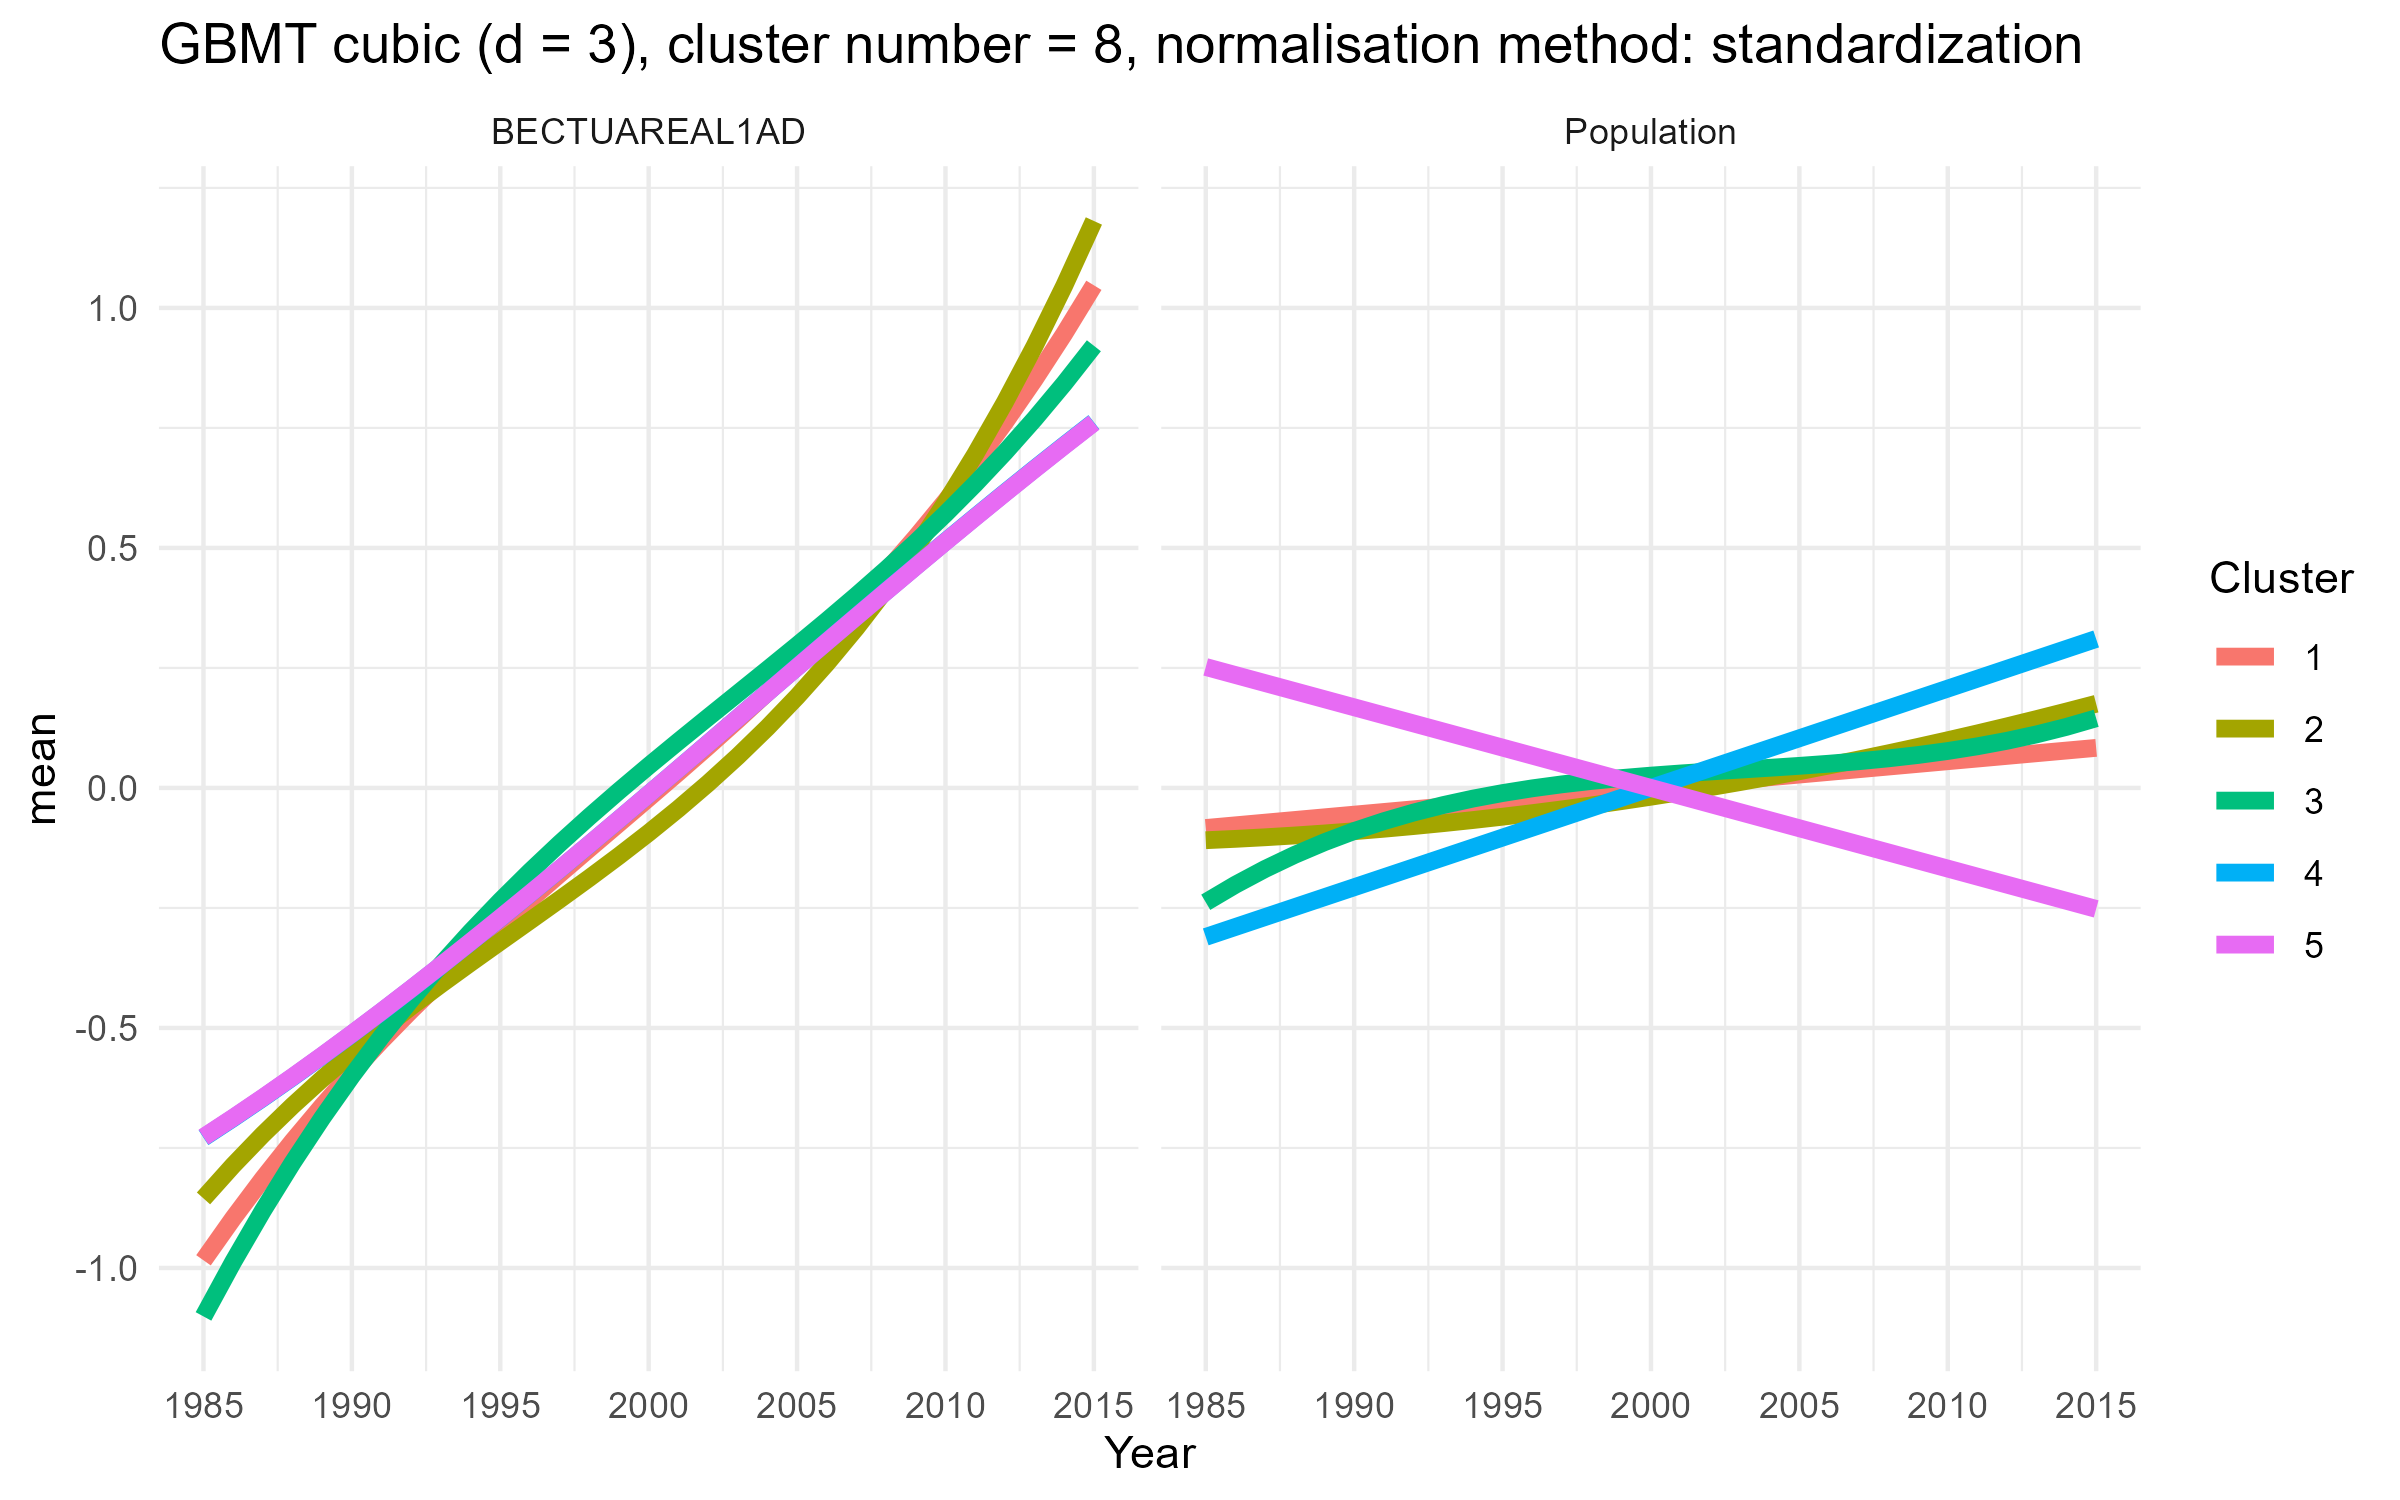 GBMT cubic (d = 3), cluster number = 8, normalisation method: standardization
BECTUAREAL1AD
Population
mean
1.0
0.5
0.0
-0.5
-1.0
1985 1990 1995 2000 2005 2010 2015
1985 1990 1995 2000 2005 2010 2015
Year
Cluster
1
2
3
4
5